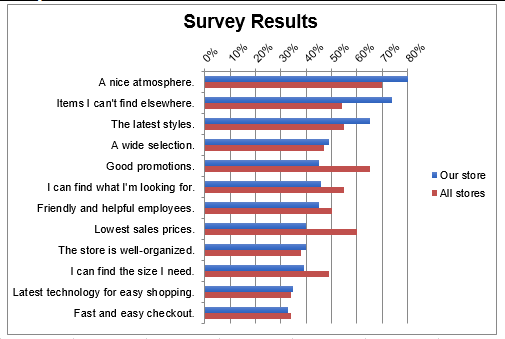 Survey Results
0% 10% 20% 30% 40% 50% 60% 70% 80%
A nice atmosphere.
Items I can't find elsewhere.
The latest styles.
A wide selection.
Good promotions.
I can find what I'm looking for.
Friendly and helpful employees.
Lowest sales prices.
The store is well-organized.
I can find the size I need.
Latest technology for easy shopping.
Fast and easy checkout.
Our store
All stores